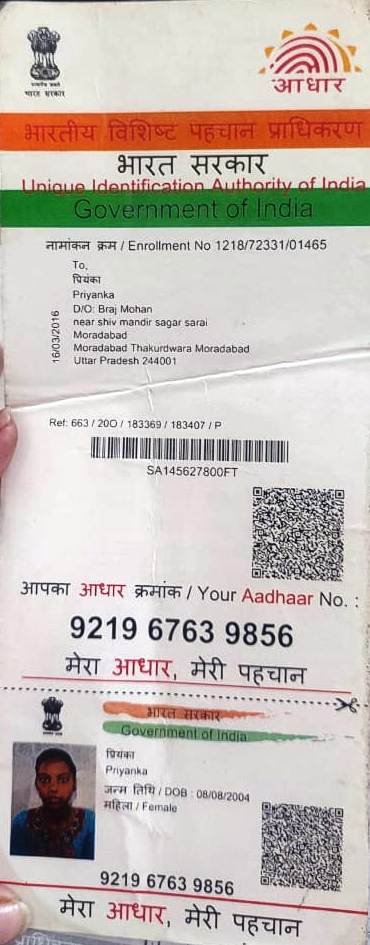 सत्यमेव जयते
भारत सरकार
आधार
भारतीय विशिष्ट पहचान प्राधिकरण
भारत सरकार
Unique Identification Authority of India
Government of India
नामांकन क्रम / Enrollment No 1218/72331/01465
To,
प्रियंका
Priyanka
D/O: Braj Mohan
near shiv mandir sagar sarai
Moradabad
Moradabad Thakurdwara Moradabad
Uttar Pradesh 244001
16/03/2016
Ref: 663 / 20O / 183369 / 183407 / P
SA145627800FT
आपका आधार क्रमांक / Your Aadhaar No. :
9219 6763 9856
मेरा आधार, मेरी पहचान
भारत सरकार
Government of India
प्रियंका
Priyanka
जन्म तिथि / DOB : 08/08/2004
महिला / Female
9219 6763 9856
मेरा आधार, मेरी पहचान